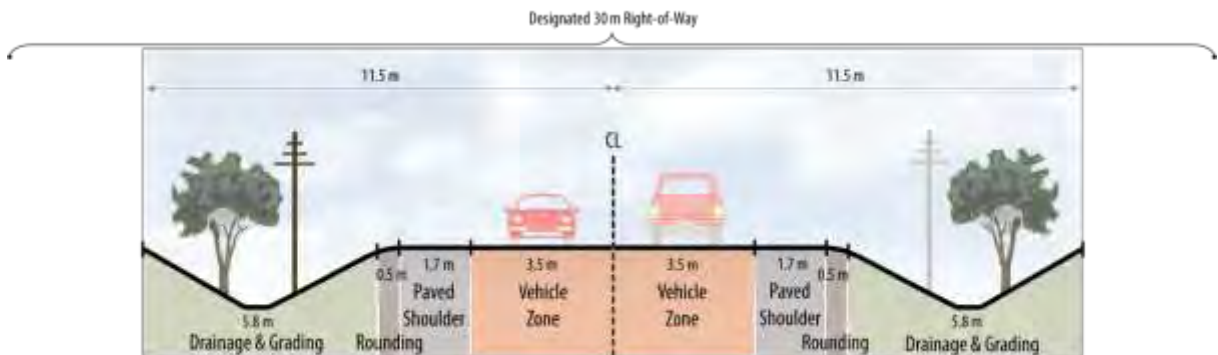 Designated 30 m Right-of-Way
11.5 m 11.5 m
CL
0.5 m 1.7 m 3.5 m 3.5 m 1.7 m 0.5 m
Paved Vehicle Vehicle Paved
5.8 m Shoulder Zone Zone Shoulder 5.8 m
Drainage & Grading Rounding Rounding Drainage & Grading